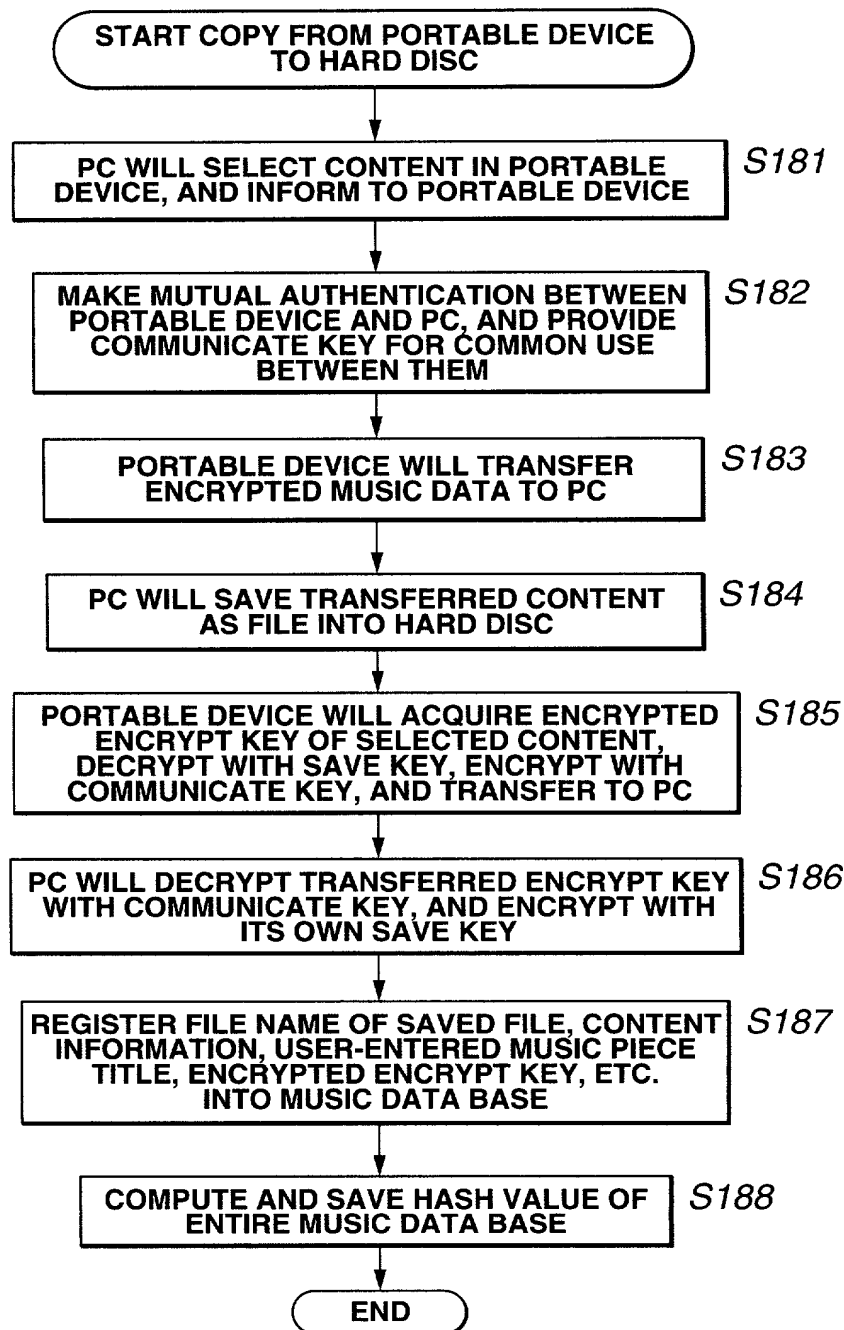 START COPY FROM PORTABLE DEVICE
TO HARD DISC
PC WILL SELECT CONTENT IN PORTABLE
DEVICE, AND INFORM TO PORTABLE DEVICE
S181
MAKE MUTUAL AUTHENTICATION BETWEEN
PORTABLE DEVICE AND PC, AND PROVIDE
COMMUNICATE KEY FOR COMMON USE
BETWEEN THEM
S182
PORTABLE DEVICE WILL TRANSFER
ENCRYPTED MUSIC DATA TO PC
S183
PC WILL SAVE TRANSFERRED CONTENT
AS FILE INTO HARD DISC
S184
PORTABLE DEVICE WILL ACQUIRE ENCRYPTED
ENCRYPT KEY OF SELECTED CONTENT,
DECRYPT WITH SAVE KEY, ENCRYPT WITH
COMMUNICATE KEY, AND TRANSFER TO PC
S185
PC WILL DECRYPT TRANSFERRED ENCRYPT KEY
WITH COMMUNICATE KEY, AND ENCRYPT WITH
ITS OWN SAVE KEY
S186
REGISTER FILE NAME OF SAVED FILE, CONTENT
INFORMATION, USER-ENTERED MUSIC PIECE
TITLE, ENCRYPTED ENCRYPT KEY, ETC.
INTO MUSIC DATA BASE
S187
COMPUTE AND SAVE HASH VALUE OF
ENTIRE MUSIC DATA BASE
S188
END